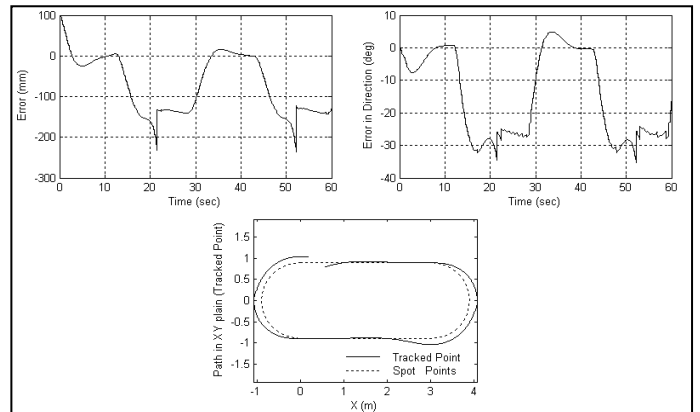 100
0
-100
-200
-300
0 10 20 30 40 50 60
Error (mm)
Time (sec)
10
0
-10
-20
-30
-40
0 10 20 30 40 50 60
Error in Direction (deg)
Time (sec)
1.5
1
0.5
0
-0.5
-1
-1.5
-1 0 1 2 3 4
Path in XY plain (Tracked Point)
Tracked Point
Spot Points
X (m)